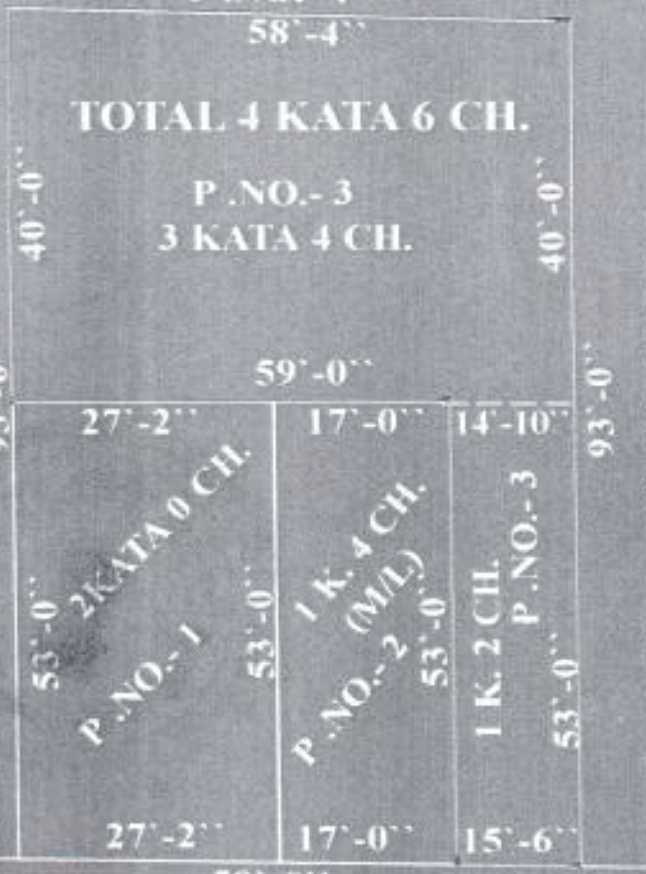 58`-4``
TOTAL 4 KATA 6 CH.
P .NO.- 3
3 KATA 4 CH.
40`-0``
40`-0``
59`-0``
93`-0``
27`-2``
17`-0``
14`-10``
2KATA 0 CH.
P .NO.- 1
53`-0``
53`-0``
1 K. 4 CH.
(M/L)
P .NO.- 2
53`-0``
1 K. 2 CH.
P .NO.- 3
53`-0``
27`-2``
17`-0``
15`-6``